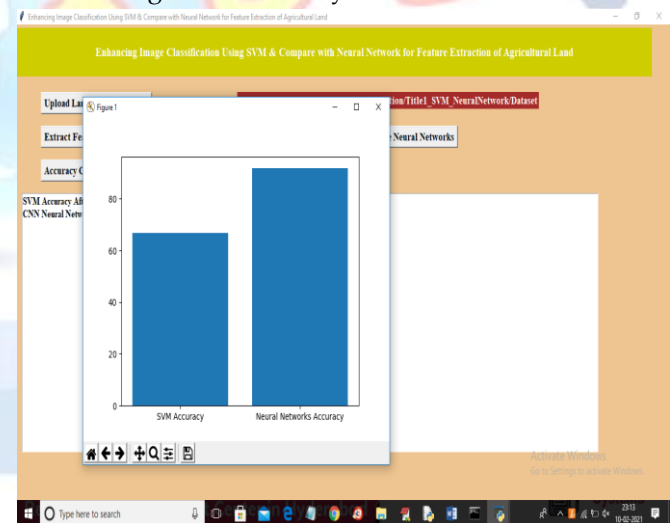 Enhancing Image Classification Using SVM & Compare with Neural Network for Feature Extraction of Agricultural Land
Enhancing Image Classification Using SVM & Compare with Neural Network for Feature Extraction of Agricultural Land
Upload Lan
tion/Title1_SVM_NeuralNetwork/Dataset
Figure 1
Extract Fe
Neural Networks
Accuracy C
SVM Accuracy Aft
CNN Neural Netw
80
60
40
20
0
SVM Accuracy
Neural Networks Accuracy
Activate Windows
Go to Settings to activate Windows.
Type here to search
23:13
10-02-2021